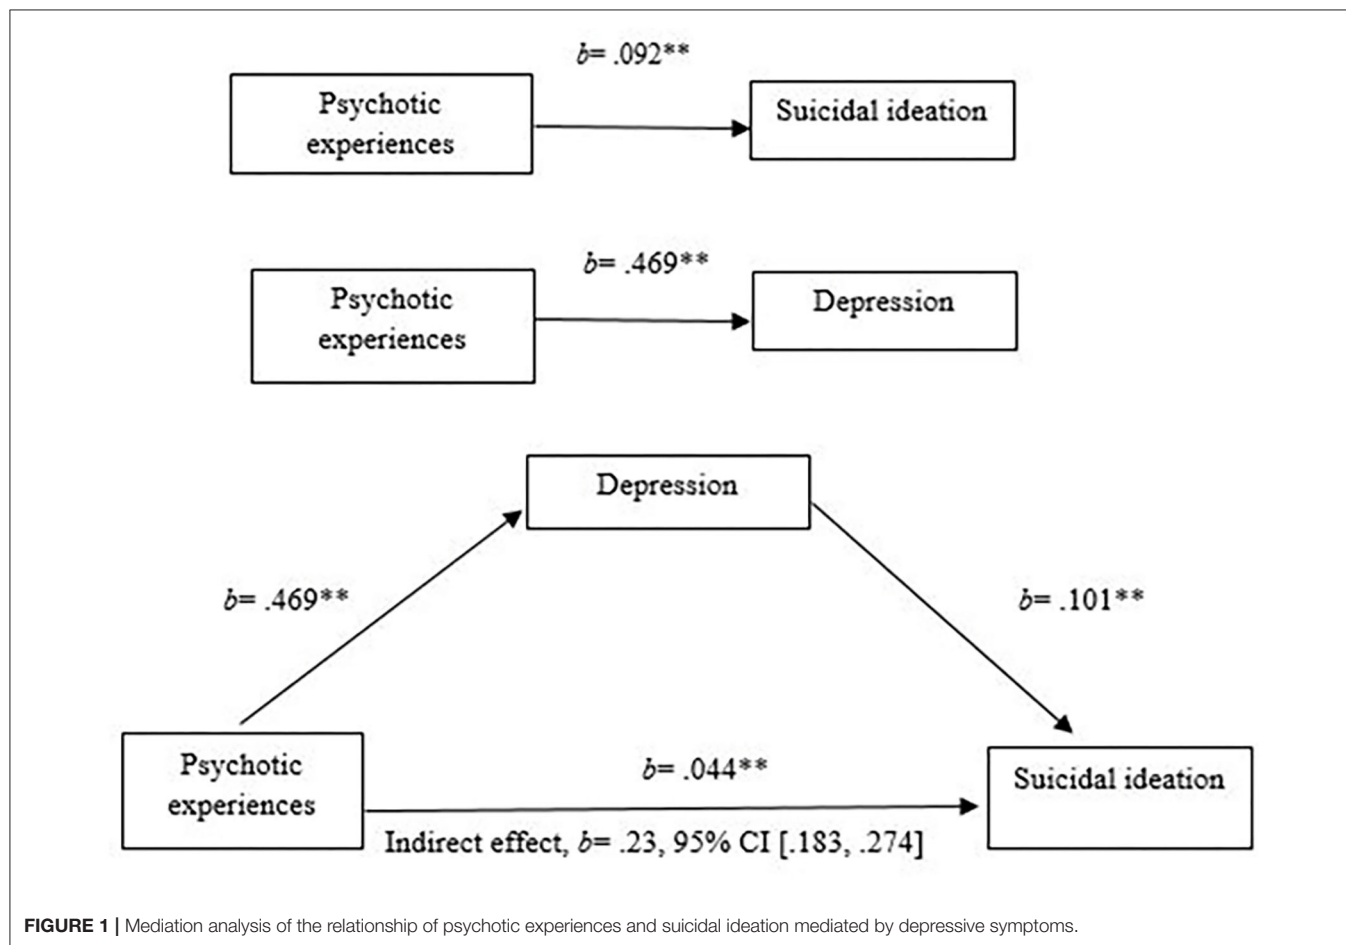 b= .092**
Psychotic
experiences
Suicidal ideation
b= .469**
Psychotic
experiences
Depression
Depression
b= .469**
b= .101**
Psychotic
experiences
b= .044**
Suicidal ideation
Indirect effect, b= .23, 95% CI [.183, .274]
FIGURE 1 | Mediation analysis of the relationship of psychotic experiences and suicidal ideation mediated by depressive symptoms.